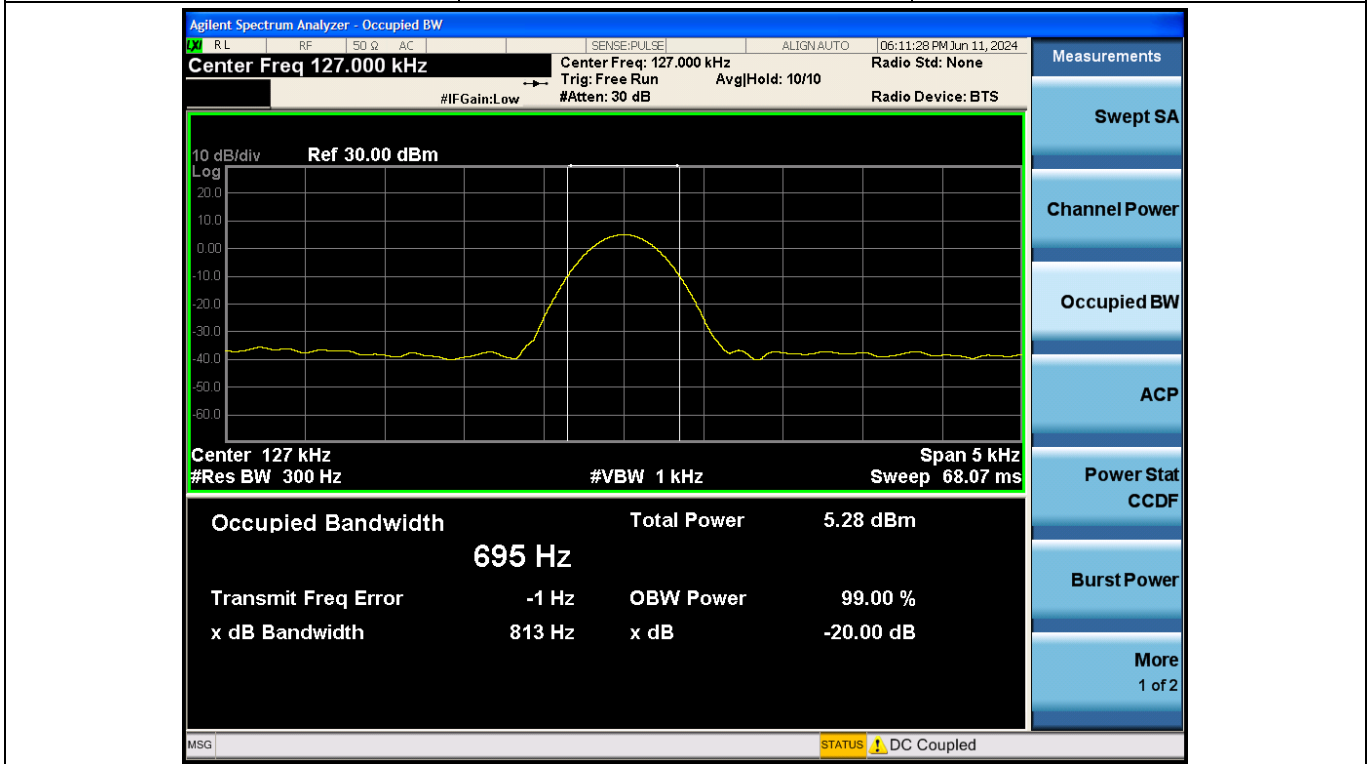 Agilent Spectrum Analyzer - Occupied BW
LXI RL RF 50 Ω AC SENSE:PULSE ALIGN AUTO 06:11:28 PM Jun 11, 2024
Center Freq 127.000 kHz
Center Freq: 127.000 kHz Radio Std: None
Trig: Free Run Avg|Hold: 10/10
#IFGain:Low #Atten: 30 dB Radio Device: BTS
10 dB/div Ref 30.00 dBm
Log
20.0
10.0
0.00
-10.0
-20.0
-30.0
-40.0
-50.0
-60.0
Center 127 kHz Span 5 kHz
#Res BW 300 Hz #VBW 1 kHz Sweep 68.07 ms
Occupied Bandwidth Total Power 5.28 dBm
695 Hz
Transmit Freq Error -1 Hz OBW Power 99.00 %
x dB Bandwidth 813 Hz x dB -20.00 dB
Measurements
Swept SA
Channel Power
Occupied BW
ACP
Power Stat
CCDF
Burst Power
More
1 of 2
MSG STATUS DC Coupled